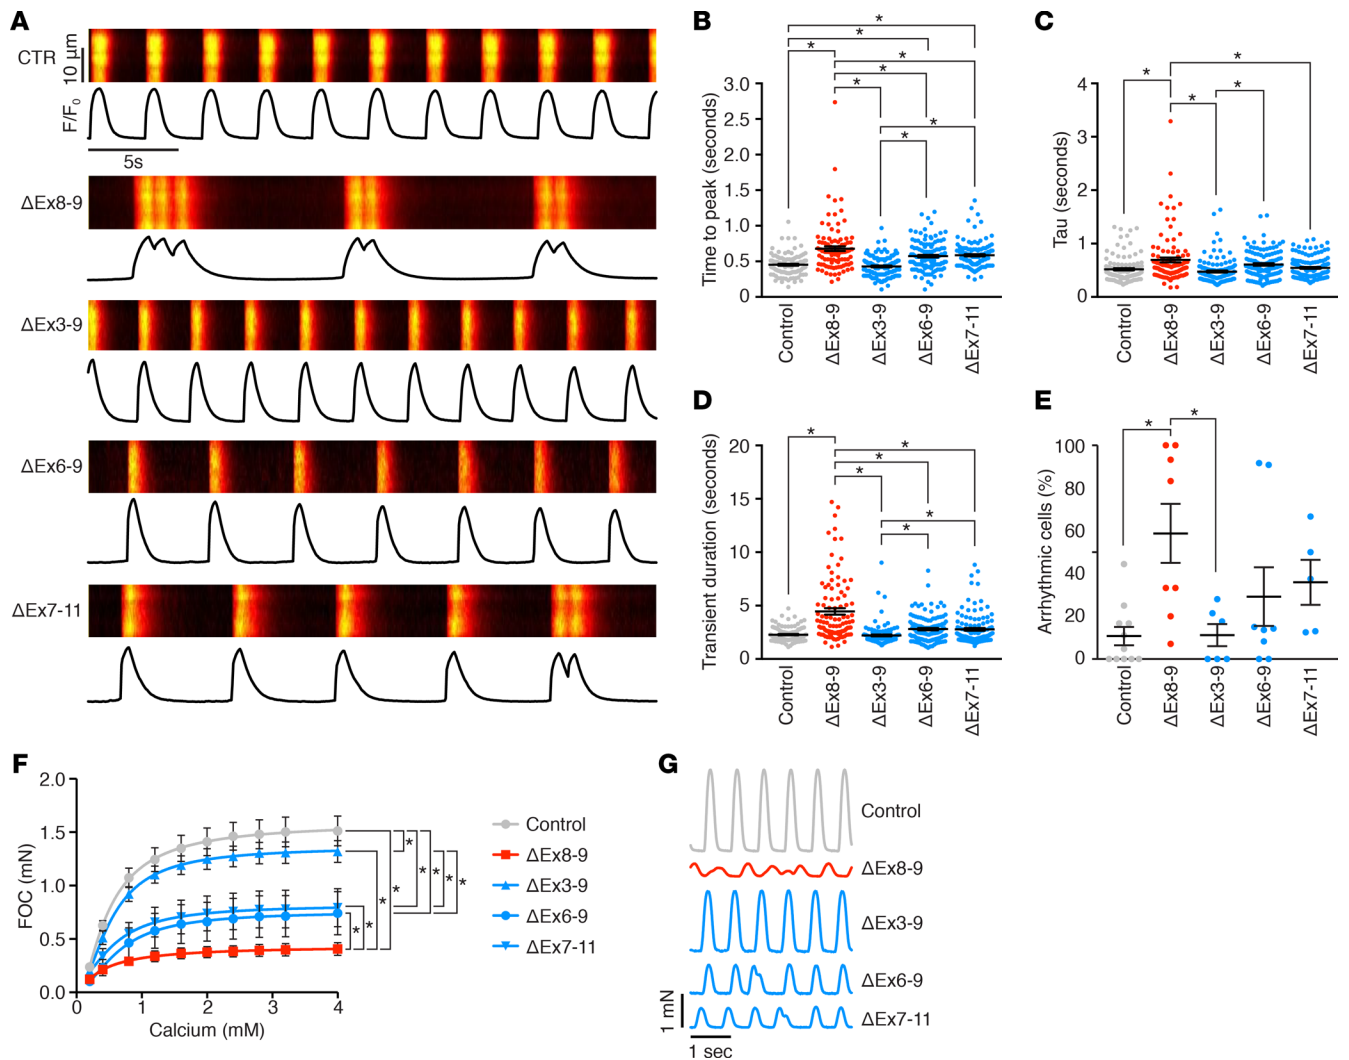 A
CTR
10 µm
F/F0
5s
ΔEx8-9
ΔEx3-9
ΔEx6-9
ΔEx7-11
B
Time to peak (seconds)
3.0
2.5
2.0
1.5
1.0
0.5
0
* * * * * * * *
Control
ΔEx8-9
ΔEx3-9
ΔEx6-9
ΔEx7-11
C
Tau (seconds)
4
3
2
1
0
* * * *
Control
ΔEx8-9
ΔEx3-9
ΔEx6-9
ΔEx7-11
D
Transient duration (seconds)
20
15
10
5
0
* * * * * *
Control
ΔEx8-9
ΔEx3-9
ΔEx6-9
ΔEx7-11
E
Arrhythmic cells (%)
100
80
60
40
20
0
* *
Control
ΔEx8-9
ΔEx3-9
ΔEx6-9
ΔEx7-11
F
FOC (mN)
2.0
1.5
1.0
0.5
0.0
0 1 2 3 4
Calcium (mM)
* * * * * * * *
Control
ΔEx8-9
ΔEx3-9
ΔEx6-9
ΔEx7-11
G
Control
ΔEx8-9
ΔEx3-9
ΔEx6-9
ΔEx7-11
1 mN
1 sec